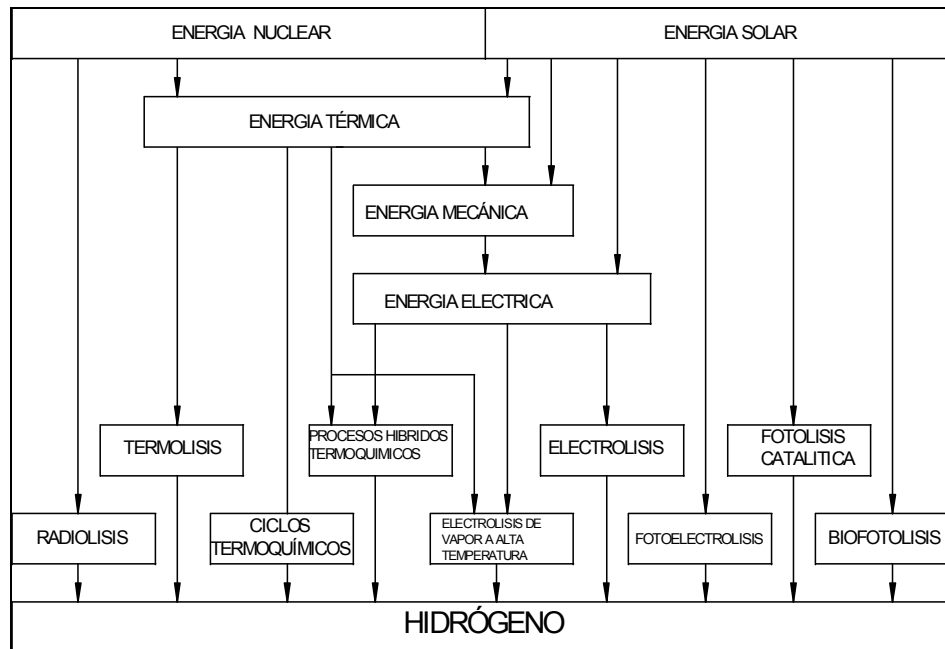 ENERGIA NUCLEAR
ENERGIA SOLAR
ENERGIA TÉRMICA
ENERGIA MECÁNICA
ENERGIA ELECTRICA
TERMOLISIS
PROCESOS HIBRIDOS
TERMOQUIMICOS
ELECTROLISIS
FOTOLISIS
CATALITICA
RADIOLISIS
CICLOS
TERMOQUÍMICOS
ELECTROLISIS DE
VAPOR A ALTA
TEMPERATURA
FOTOELECTROLISIS
BIOFOTOLISIS
HIDRÓGENO